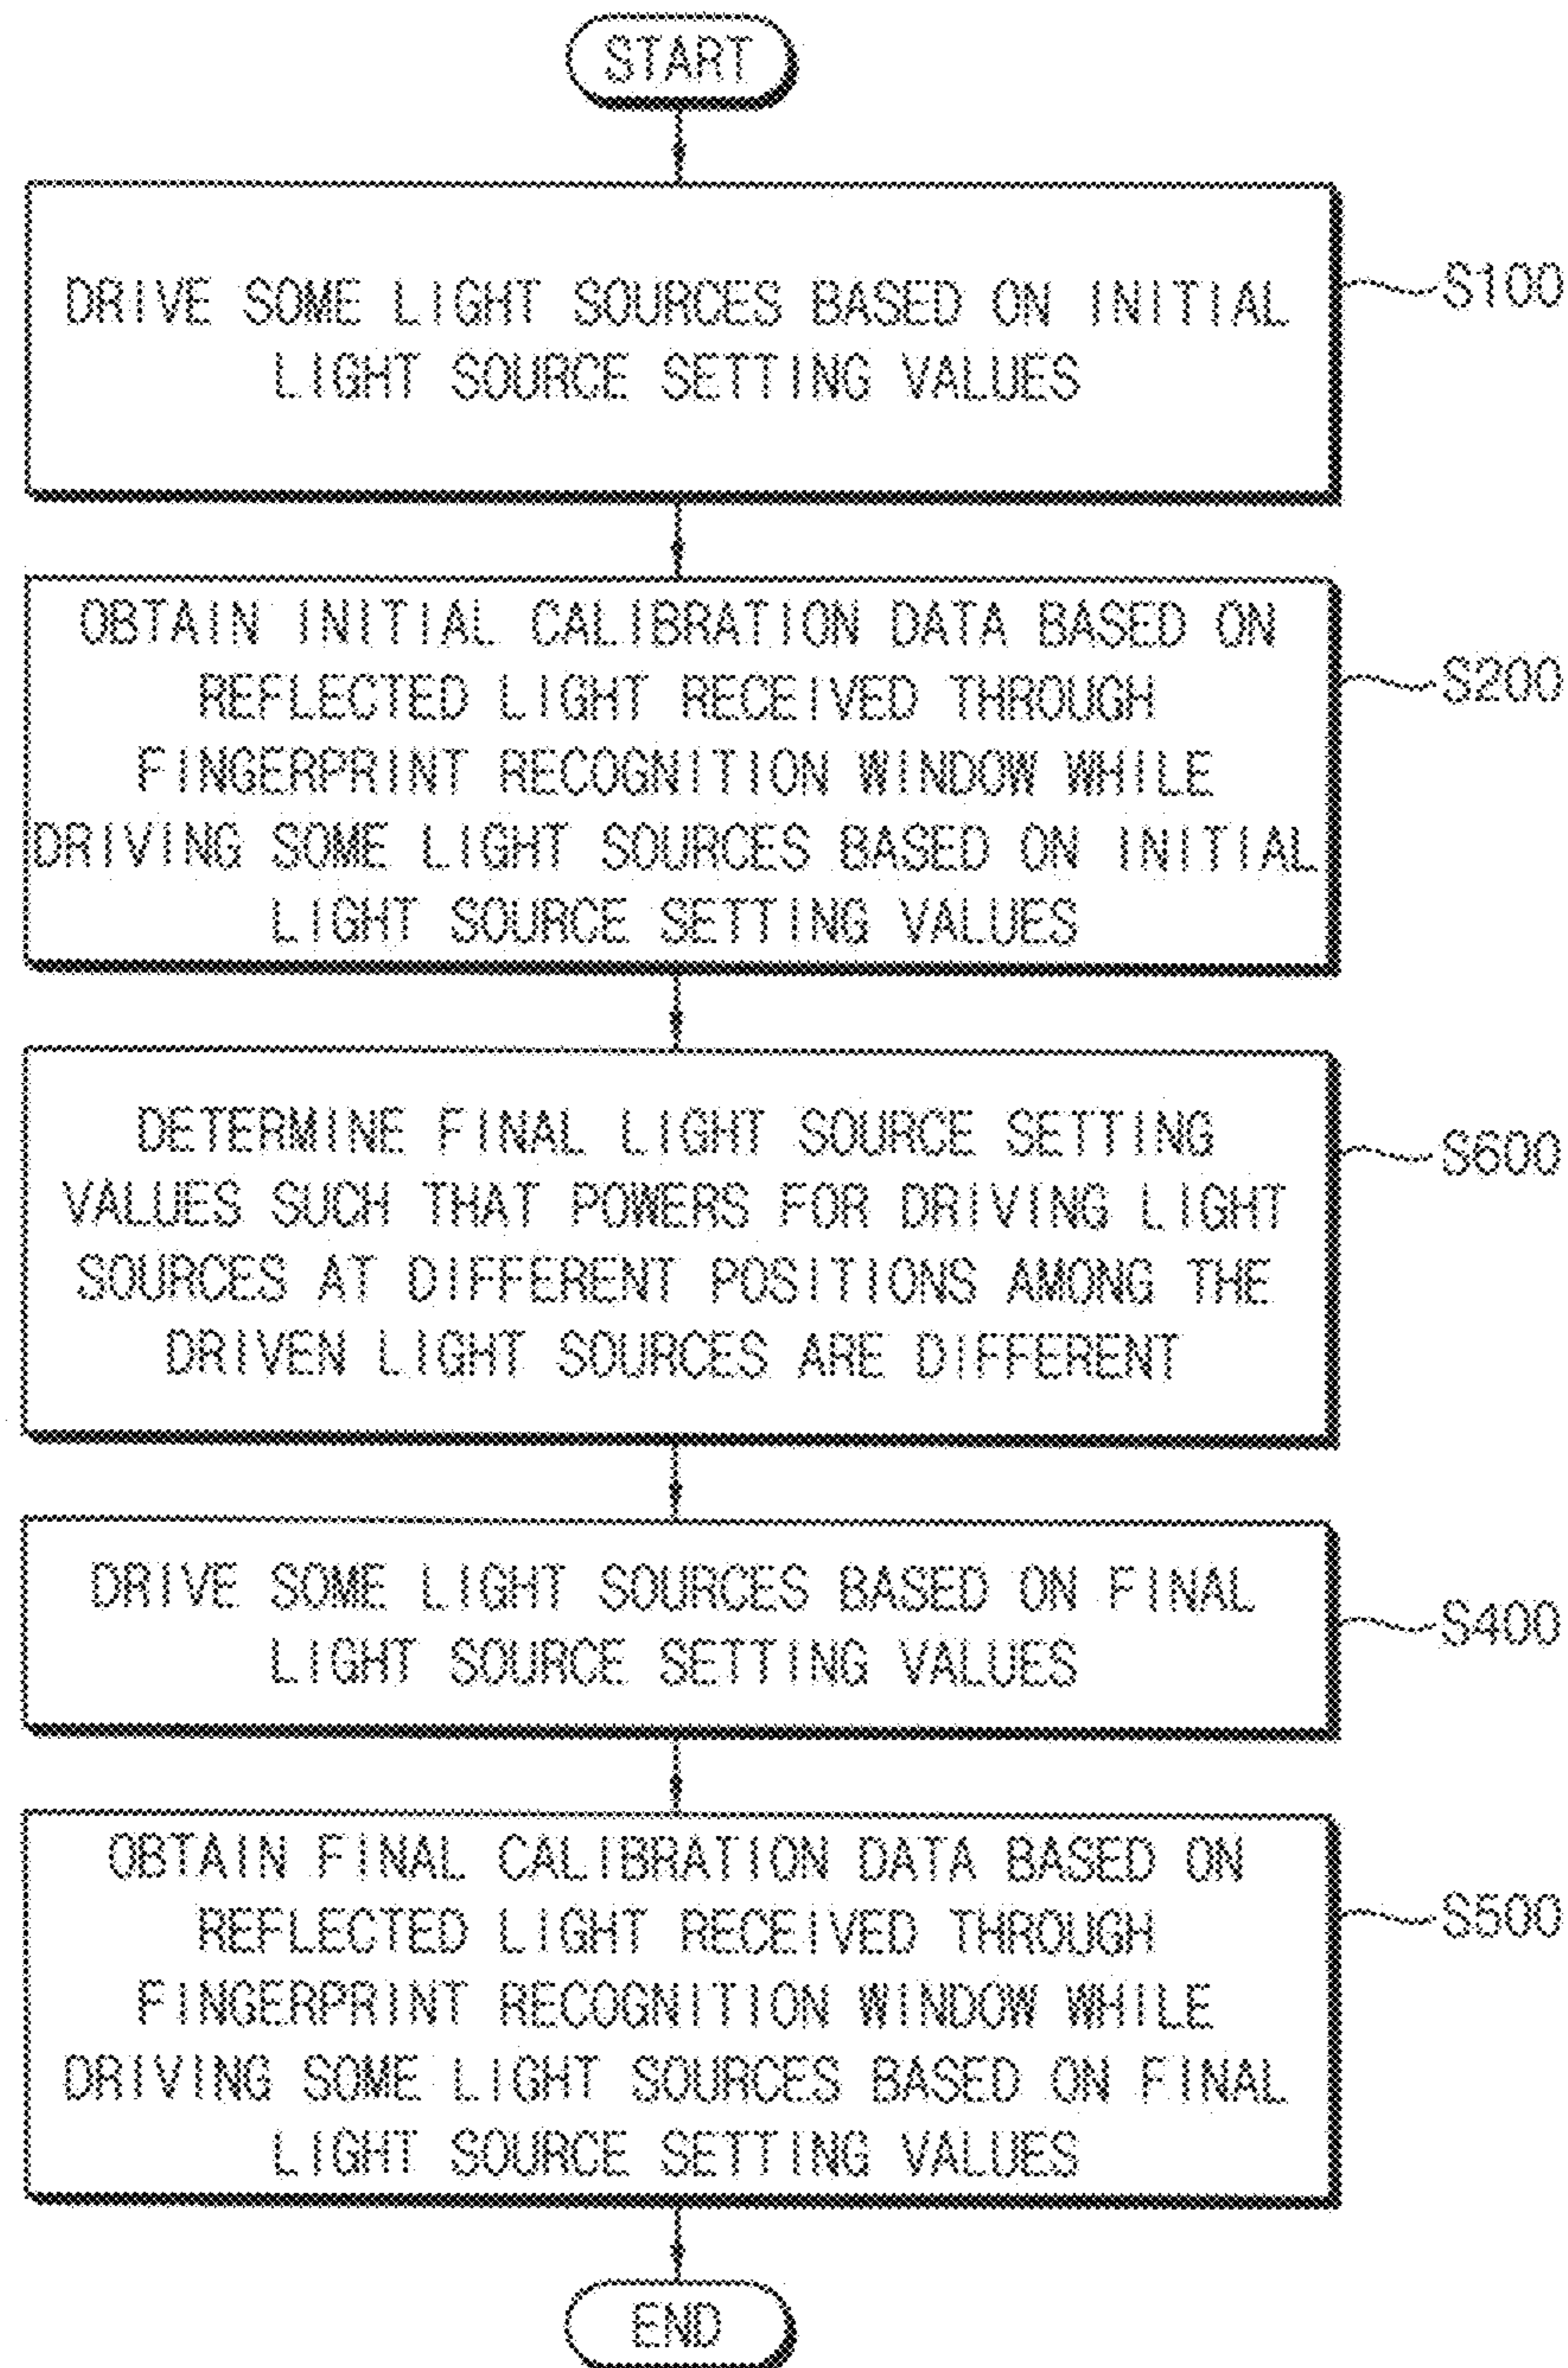 START
DRIVE SOME LIGHT SOURCES BASED ON INITIAL
LIGHT SOURCE SETTING VALUES
S100
OBTAIN INITIAL CALIBRATION DATA BASED ON
REFLECTED LIGHT RECEIVED THROUGH
FINGERPRINT RECOGNITION WINDOW WHILE
DRIVING SOME LIGHT SOURCES BASED ON INITIAL
LIGHT SOURCE SETTING VALUES
S200
DETERMINE FINAL LIGHT SOURCE SETTING
VALUES SUCH THAT POWERS FOR DRIVING LIGHT
SOURCES AT DIFFERENT POSITIONS AMONG THE
DRIVEN LIGHT SOURCES ARE DIFFERENT
S600
DRIVE SOME LIGHT SOURCES BASED ON FINAL
LIGHT SOURCE SETTING VALUES
S400
OBTAIN FINAL CALIBRATION DATA BASED ON
REFLECTED LIGHT RECEIVED THROUGH
FINGERPRINT RECOGNITION WINDOW WHILE
DRIVING SOME LIGHT SOURCES BASED ON FINAL
LIGHT SOURCE SETTING VALUES
S500
END